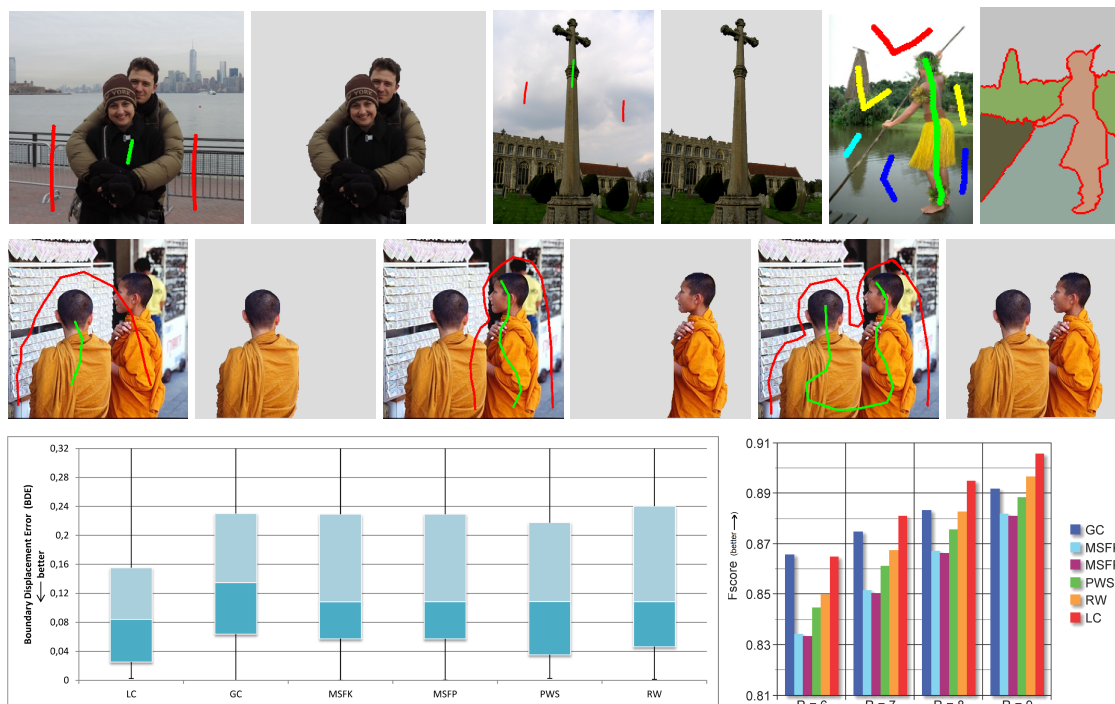 YORK
Boundary Displacement Error (BDE)
← better
0,32
0,28
0,24
0,2
0,16
0,12
0,08
0,04
0
LC GC MSFK MSFP PWS RW
Fscore (better →)
0.91
0.89
0.87
0.85
0.83
0.81
GC
MSFI
MSFI
PWS
RW
LC